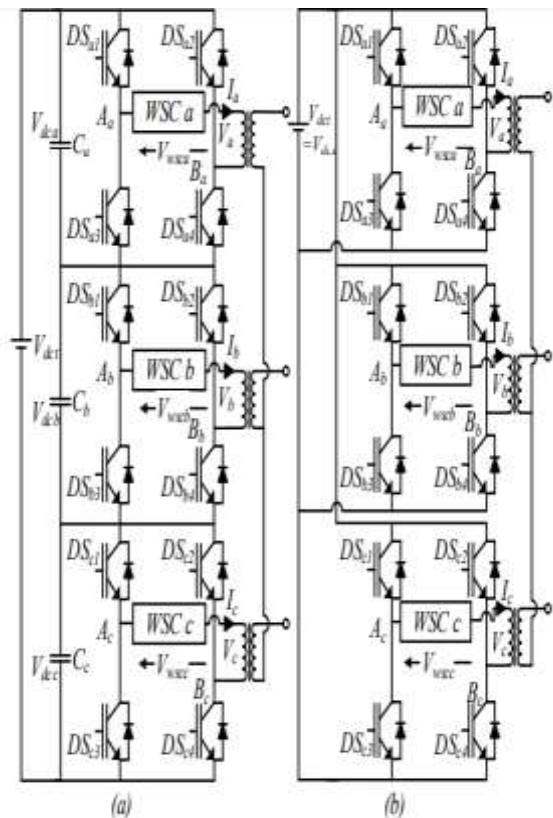 DSa1 DSa2
Ia
Aa WSC a
Vdca Ca
Vwsca Va
Ba
DSa3 DSa4
DSb1 DSb2
Ib
Vdct
Ab WSC b
Vdcb Cb
Vwscb Vb
Bb
DSb3 DSb4
DSc1 DSc2
Ic
Ac WSC c
Vdcc Cc
Vwscc Vc
Bc
DSc3 DSc4
(a)
DSa1 DSa2
Ia
Vdct
Aa WSC a
Vwsca Va
Ba
DSa3 DSa4
DSb1 DSb2
Ib
Ab WSC b
Vwscb Vb
Bb
DSb3 DSb4
DSc1 DSc2
Ic
Ac WSC c
Vwscc Vc
Bc
DSc3 DSc4
(b)